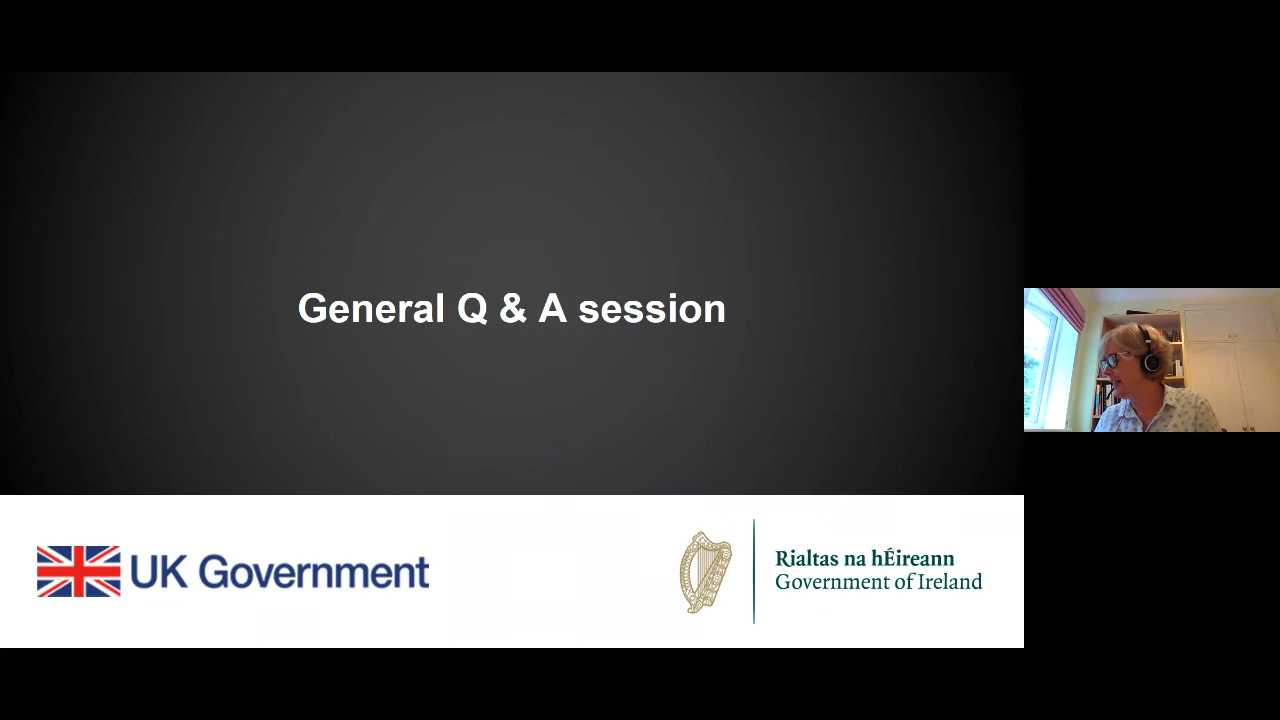 General Q & A session
UK Government
Rialtas na hÉireann
Government of Ireland